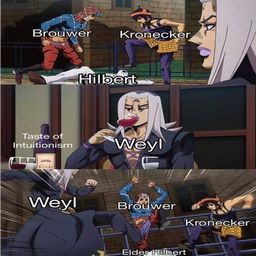 Brouwer
Kronecker
Hilbert
Taste of
Intuitionism
Weyl
Weyl
Brouwer
Kronecker
Elder Hilbert